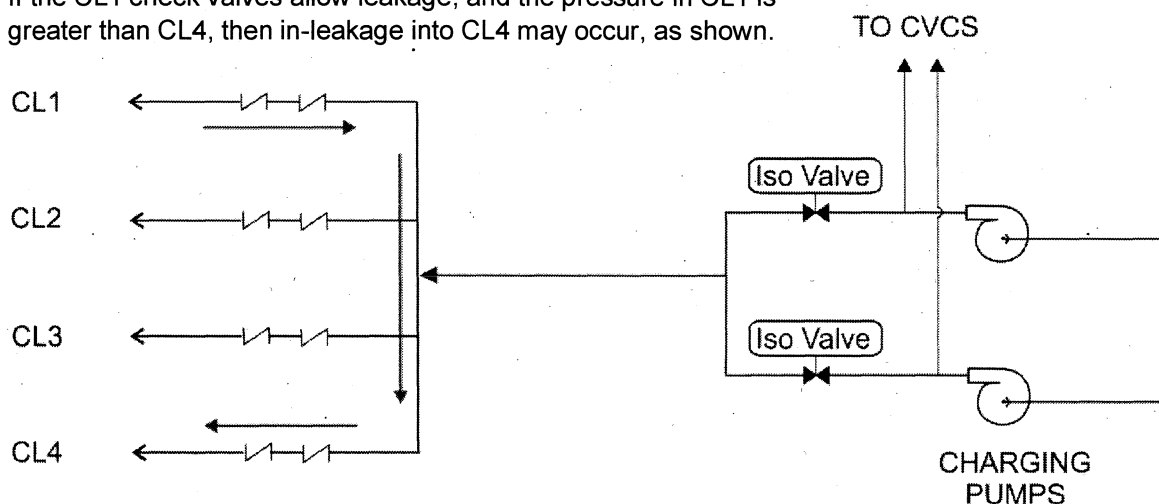 If the CL1 check valves allow leakage, and the pressure in CL1 is
greater than CL4, then in-leakage into CL4 may occur, as shown.
TO CVCS
CL1
Iso Valve
CL2
CL3
Iso Valve
CL4
CHARGING
PUMPS